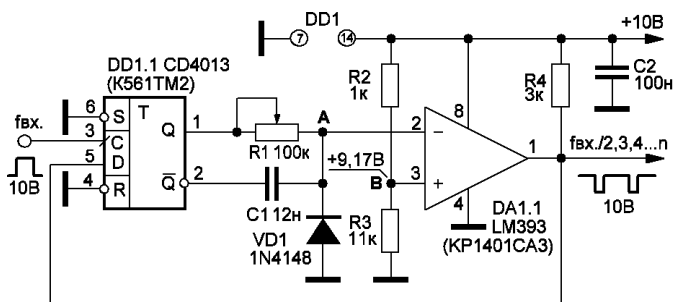 DD1
7
14
+10В
DD1.1 CD4013
(К561ТМ2)
R2
1к
R4
3к
C2
100н
6
S
T
Q
1
A
8
fвх.
3
C
R1 100к
2
−
1
fвх./2,3,4...n
5
D
+9,17В
10В
4
R
Q
2
C1 12н
B
3
+
10В
4
DA1.1
LM393
(КР1401СА3)
VD1
1N4148
R3
11к